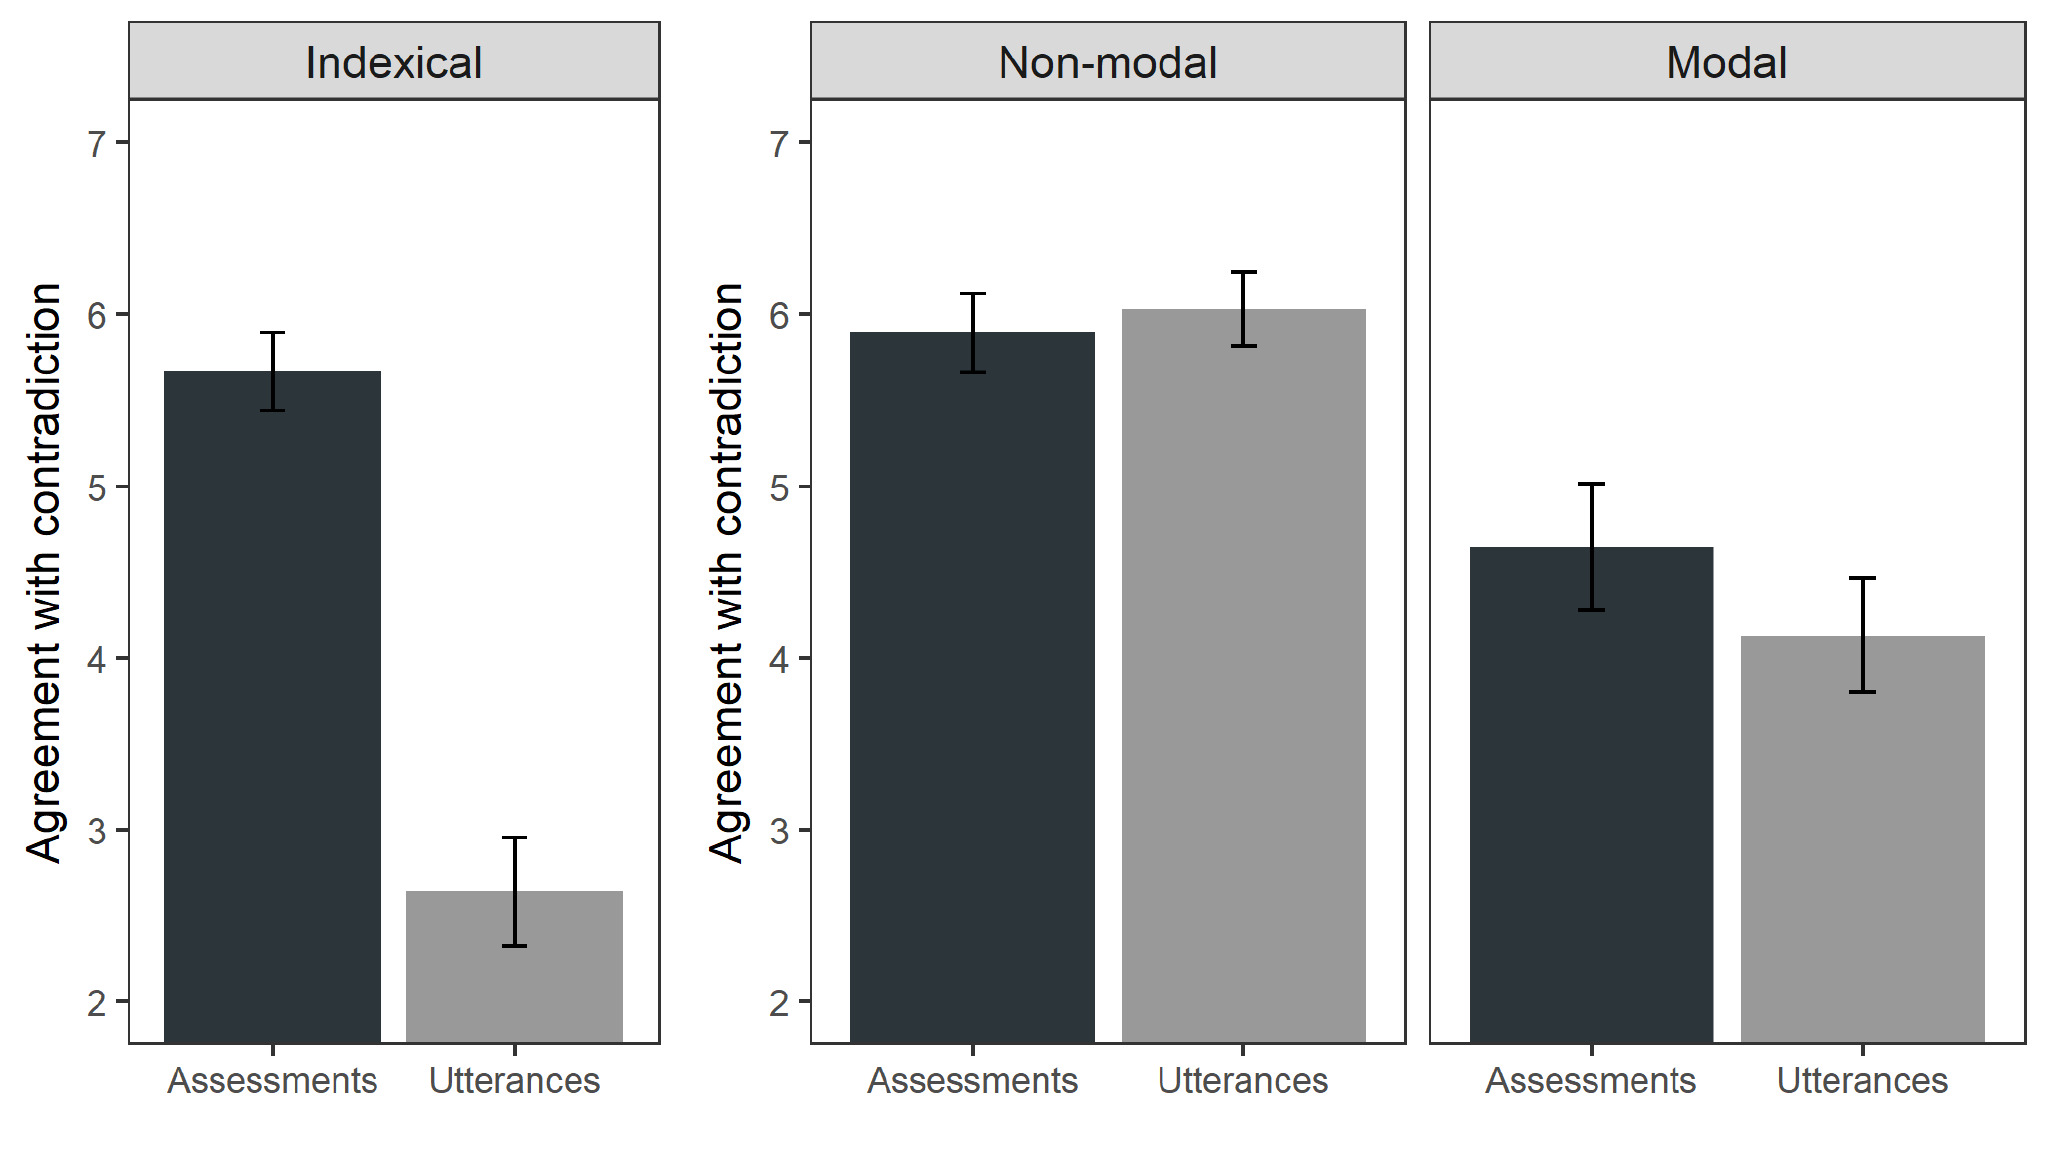 Indexical
Non-modal
Modal
Agreement with contradiction
7
6
5
4
3
2
Assessments
Utterances
Agreement with contradiction
7
6
5
4
3
2
Assessments
Utterances
Assessments
Utterances